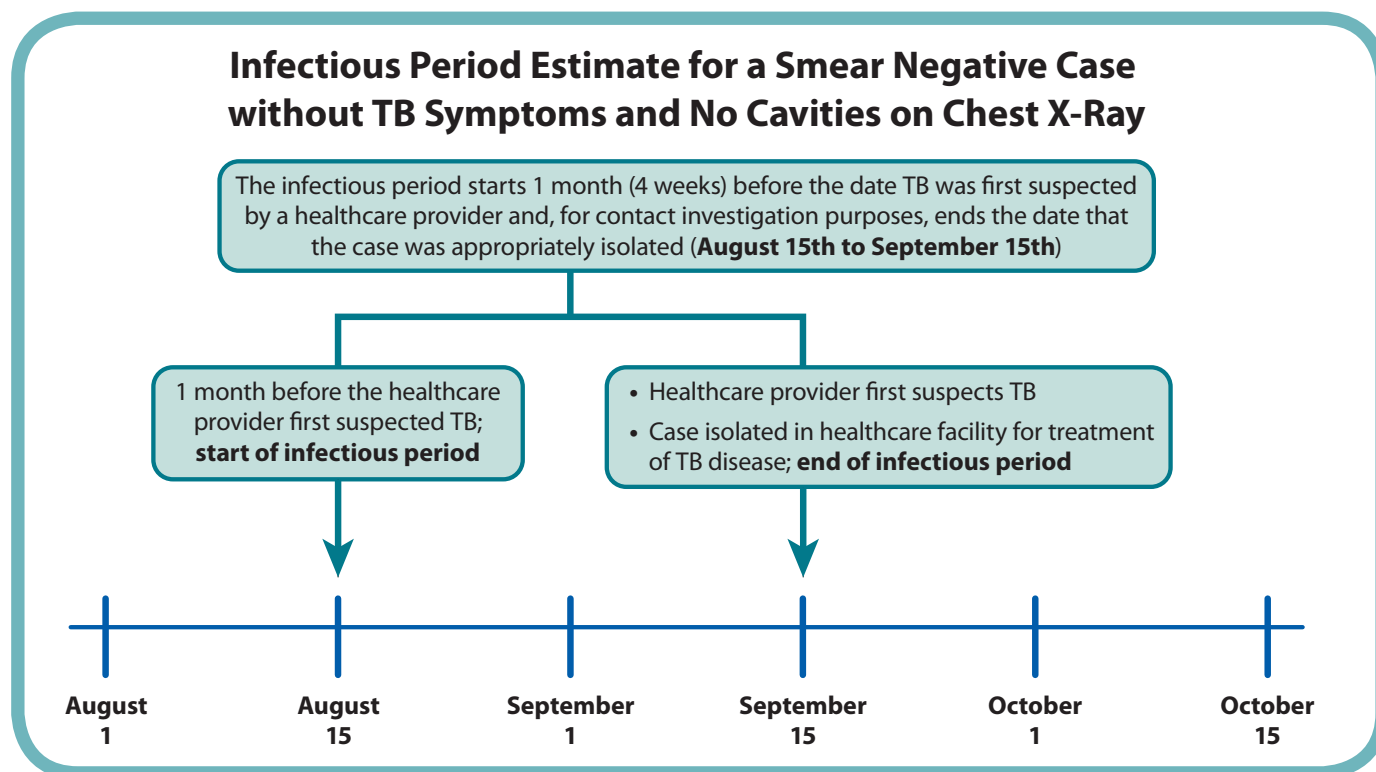 Infectious Period Estimate for a Smear Negative Case
without TB Symptoms and No Cavities on Chest X-Ray
The infectious period starts 1 month (4 weeks) before the date TB was first suspected
by a healthcare provider and, for contact investigation purposes, ends the date that
the case was appropriately isolated (August 15th to September 15th)
1 month before the healthcare
provider first suspected TB;
start of infectious period
• Healthcare provider first suspects TB
• Case isolated in healthcare facility for treatment
of TB disease; end of infectious period
August
1
August
15
September
1
September
15
October
1
October
15